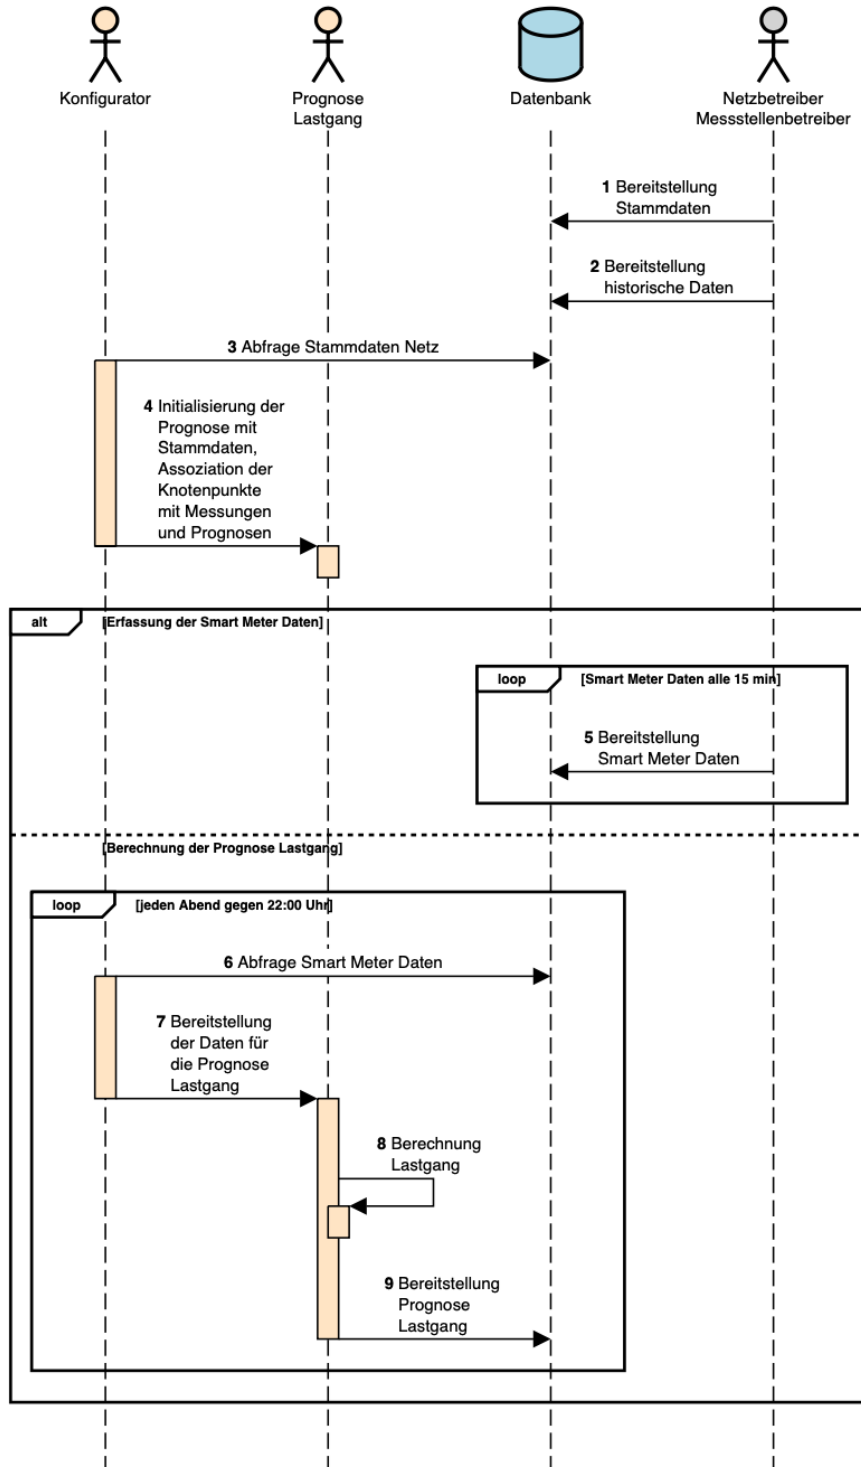 Konfigurator
Prognose
Lastgang
Datenbank
Netzbetreiber
Messstellenbetreiber
1 Bereitstellung
Stammdaten
2 Bereitstellung
historische Daten
3 Abfrage Stammdaten Netz
4 Initialisierung der
Prognose mit
Stammdaten,
Assoziation der
Knotenpunkte
mit Messungen
und Prognosen
alt
[Erfassung der Smart Meter Daten]
loop
[Smart Meter Daten alle 15 min]
5 Bereitstellung
Smart Meter Daten
[Berechnung der Prognose Lastgang]
loop
[jeden Abend gegen 22:00 Uhr]
6 Abfrage Smart Meter Daten
7 Bereitstellung
der Daten für
die Prognose
Lastgang
8 Berechnung
Lastgang
9 Bereitstellung
Prognose
Lastgang